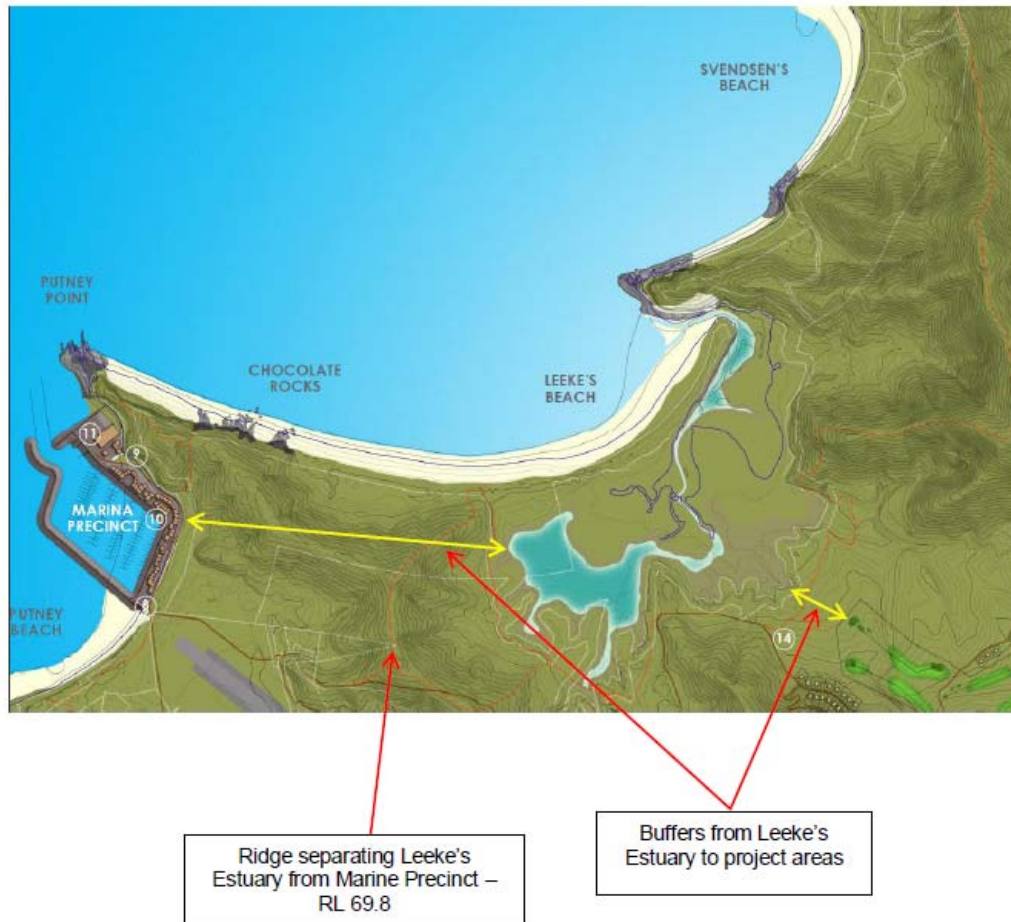 SVENDSEN'S
BEACH
PUTNEY
POINT
CHOCOLATE
ROCKS
LEEKE'S
BEACH
11
9
MARINA
PRECINCT
10
8
PUTNEY
BEACH
14
Ridge separating Leeke's
Estuary from Marine Precinct –
RL 69.8
Buffers from Leeke's
Estuary to project areas